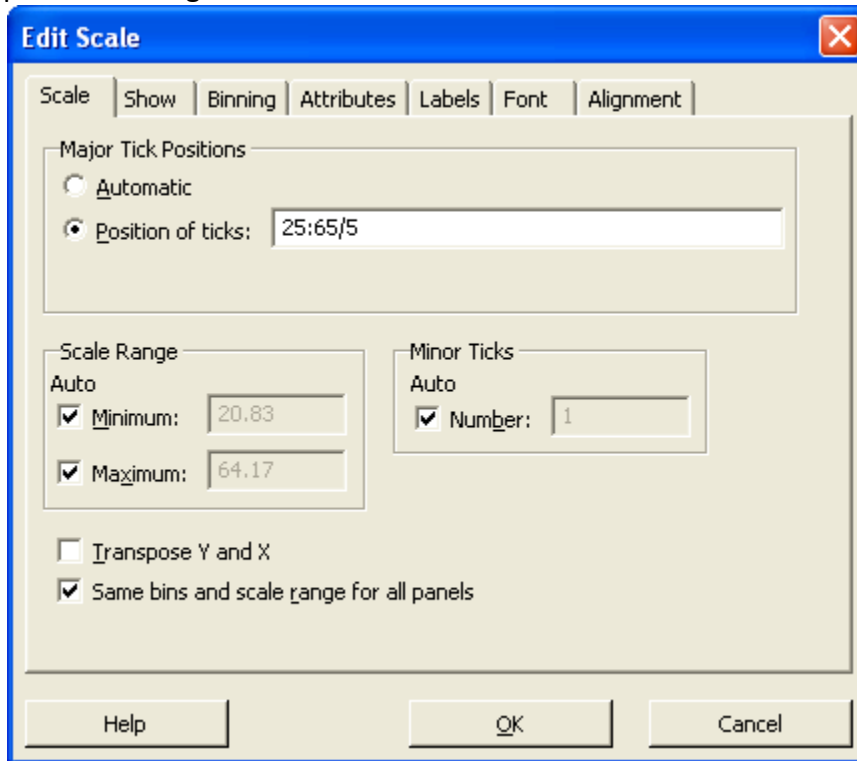 Edit Scale
Scale Show Binning Attributes Labels Font Alignment
Major Tick Positions
Automatic
Position of ticks: 25:65/5
Scale Range
Auto
Minimum: 20.83
Maximum: 64.17
Minor Ticks
Auto
Number: 1
Transpose Y and X
Same bins and scale range for all panels
Help OK Cancel